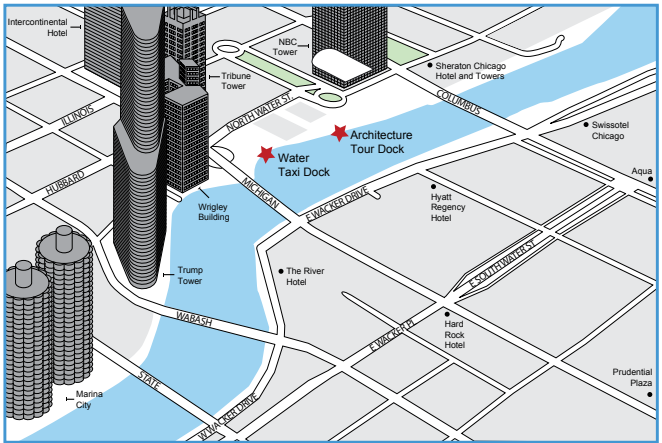 Intercontinental
Hotel
NBC
Tower
Sheraton Chicago
Hotel and Towers
Tribune
Tower
ILLINOIS
NORTH WATER ST.
COLUMBUS
Architecture
Tour Dock
Swissotel
Chicago
Water
Taxi Dock
HUBBARD
MICHIGAN
Aqua
E WACKER DRIVE
Hyatt
Regency
Hotel
Wrigley
Building
E SOUTH WATER ST
Trump
Tower
The River
Hotel
WABASH
E WACKER PL
Hard
Rock
Hotel
STATE
Prudential
Plaza
Marina
City
W WACKER DRIVE